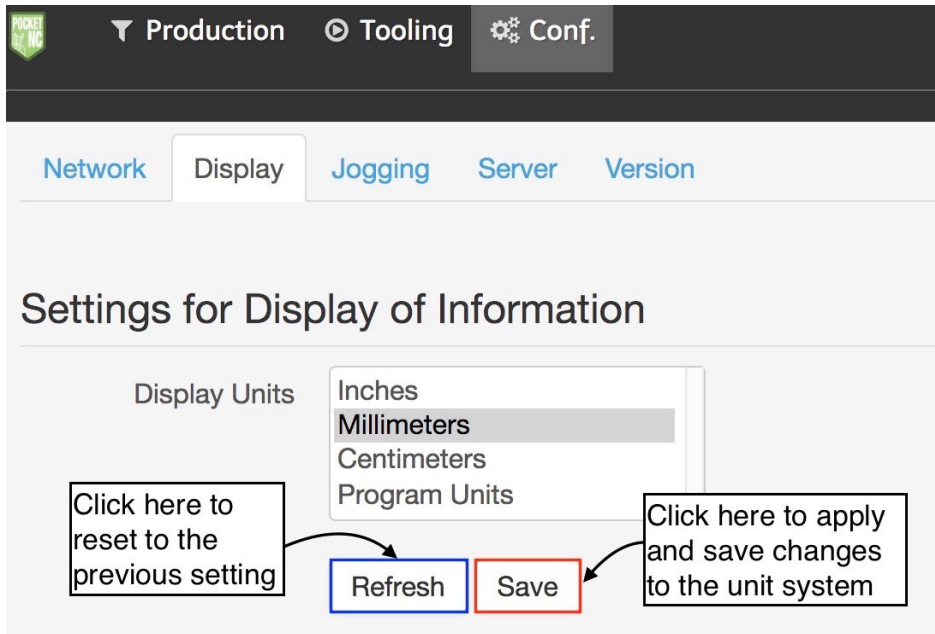 POCKET
NC
Production Tooling Conf.
Network Display Jogging Server Version
Settings for Display of Information
Display Units
Inches
Millimeters
Centimeters
Program Units
Click here to
reset to the
previous setting
Click here to apply
and save changes
to the unit system
Refresh Save